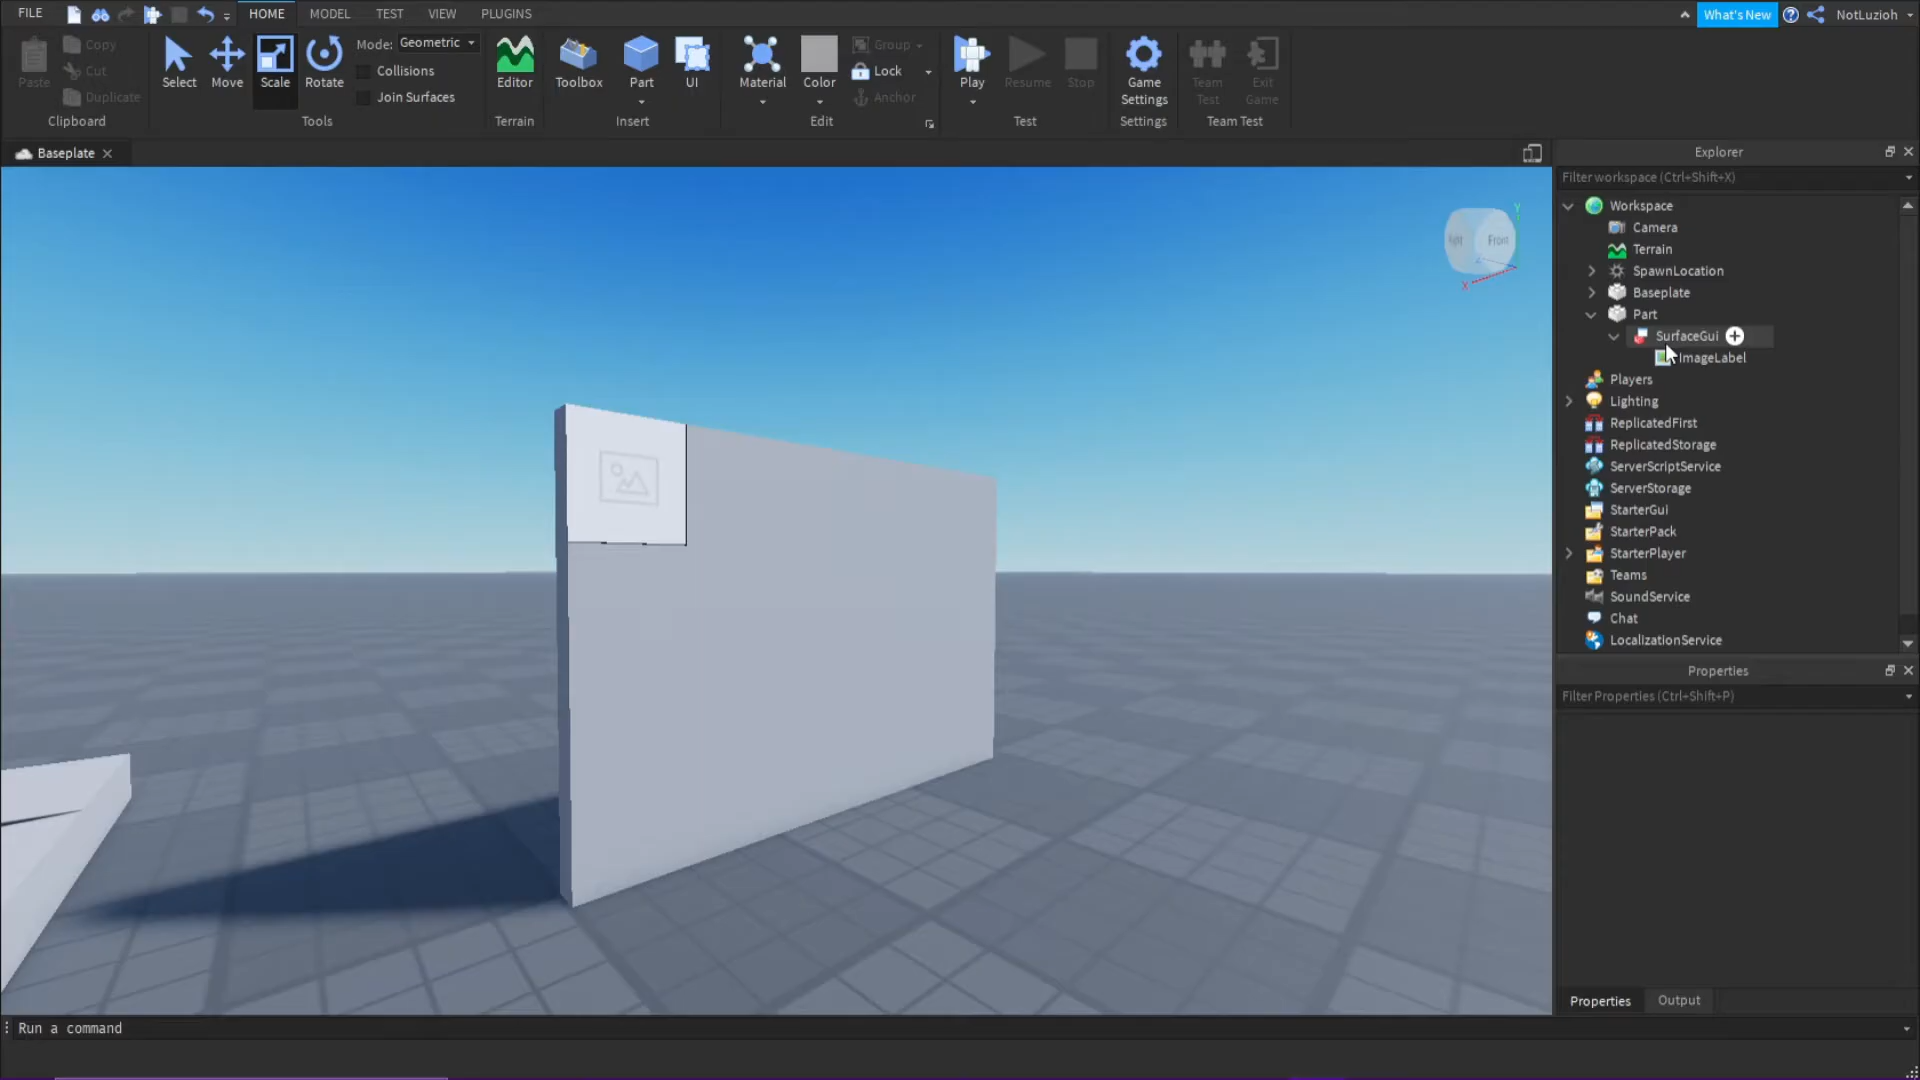 FILE HOME MODEL TEST VIEW PLUGINS What's New NotLuzioh
Paste Copy Cut Duplicate
Clipboard
Select Move Scale Rotate Mode: Geometric
Collisions
Join Surfaces
Tools
Editor
Terrain
Toolbox Part UI
Insert
Material Color Group Lock Anchor
Edit
Play Resume Stop
Test
Game Settings
Settings
Team Test Exit Game
Team Test
Baseplate
Right Front
Y
Z
X
Explorer
Filter workspace (Ctrl+Shift+X)
Workspace
Camera
Terrain
SpawnLocation
Baseplate
Part
SurfaceGui
ImageLabel
Players
Lighting
ReplicatedFirst
ReplicatedStorage
ServerScriptService
ServerStorage
StarterGui
StarterPack
StarterPlayer
Teams
SoundService
Chat
LocalizationService
Properties
Filter Properties (Ctrl+Shift+P)
Properties Output
Run a command